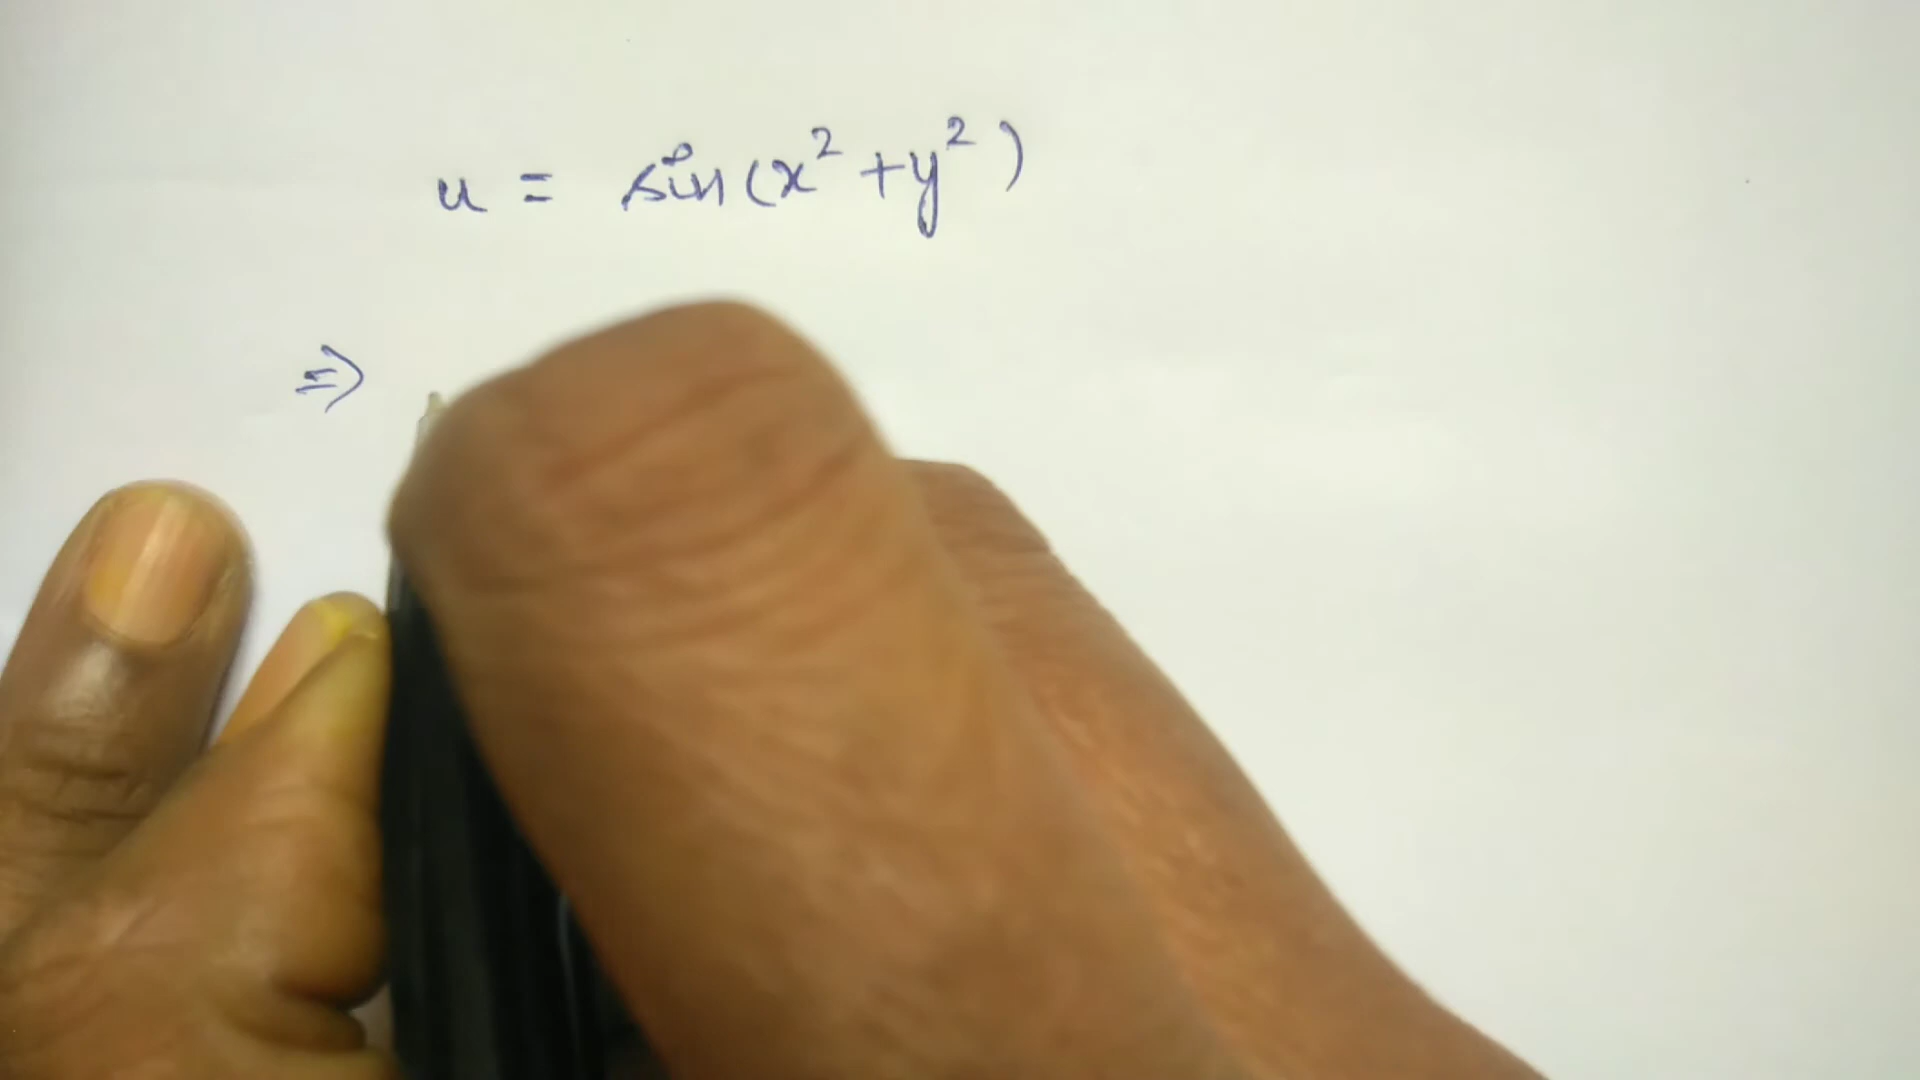 u = sin(x² + y²)
⇒